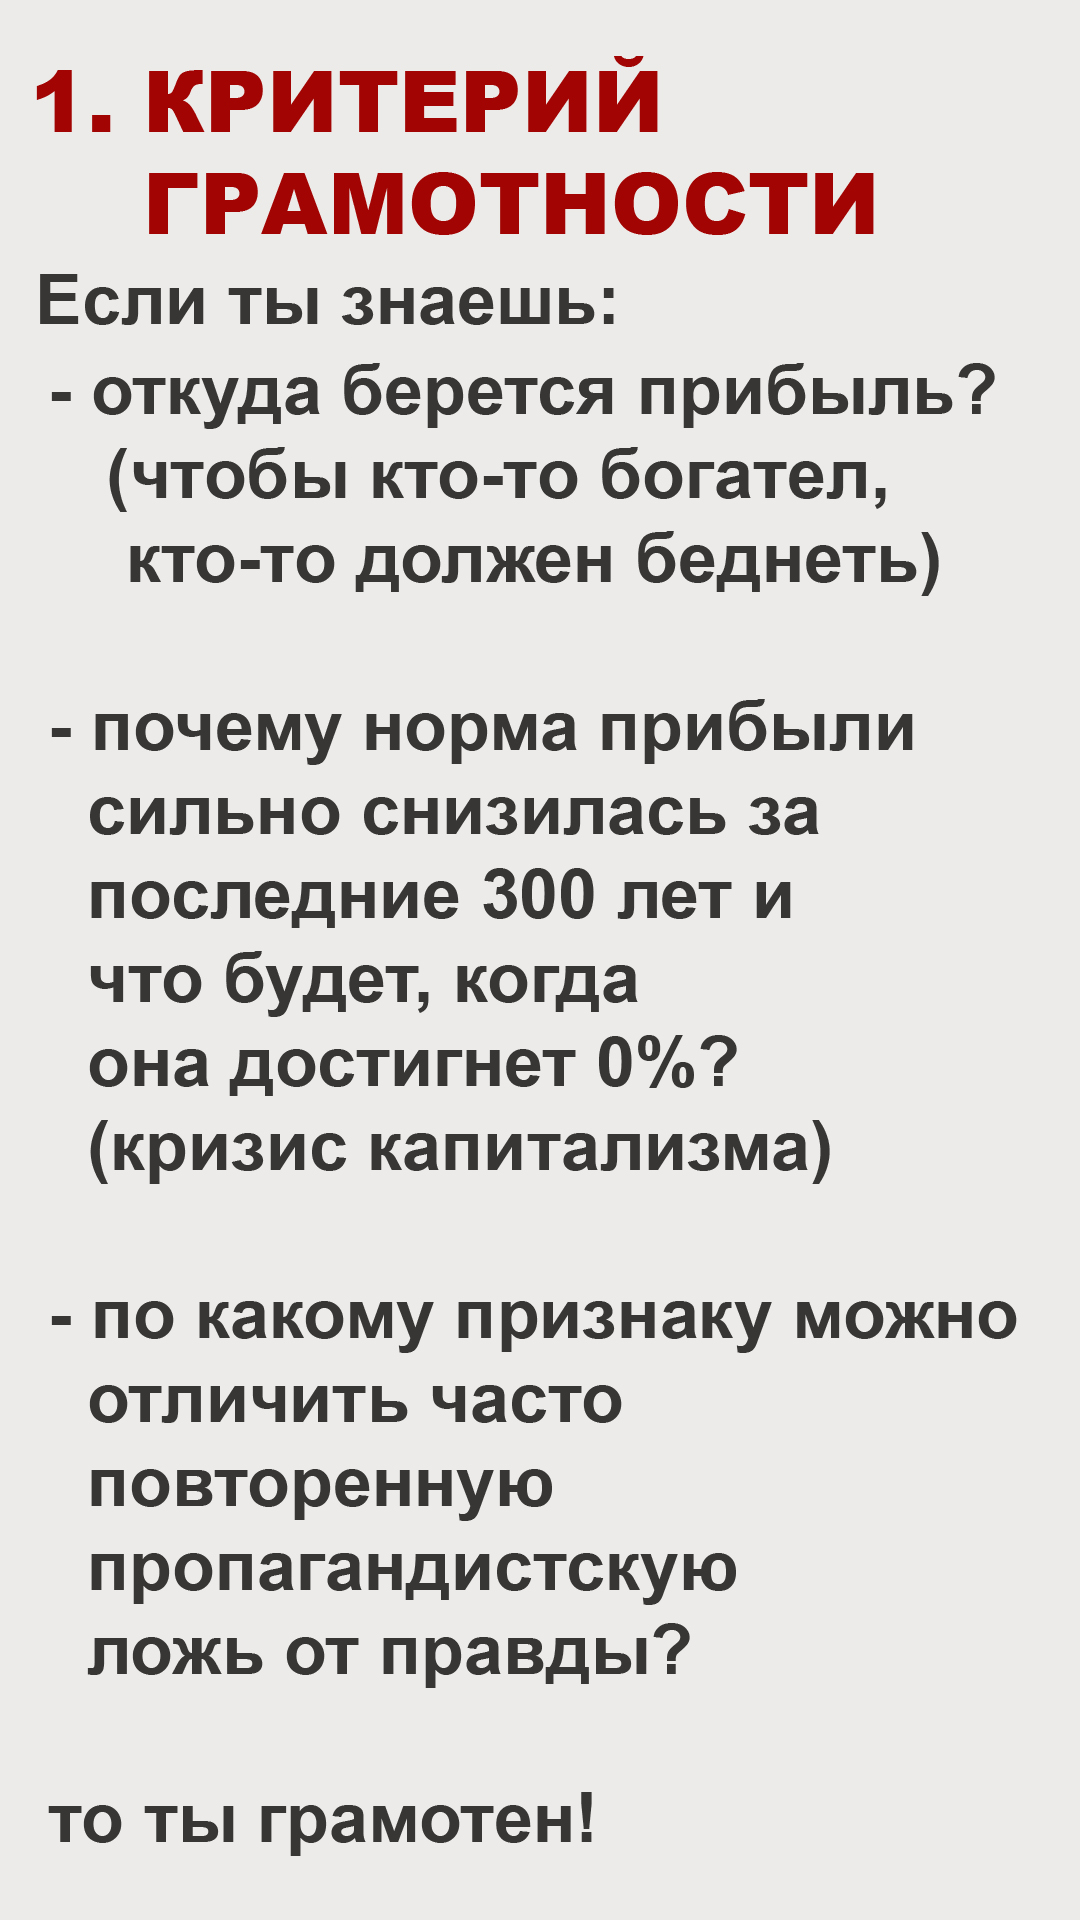 1. КРИТЕРИЙ
ГРАМОТНОСТИ
Если ты знаешь:
- откуда берется прибыль?
(чтобы кто-то богател,
кто-то должен беднеть)
- почему норма прибыли
сильно снизилась за
последние 300 лет и
что будет, когда
она достигнет 0%?
(кризис капитализма)
- по какому признаку можно
отличить часто
повторенную
пропагандистскую
ложь от правды?
то ты грамотен!